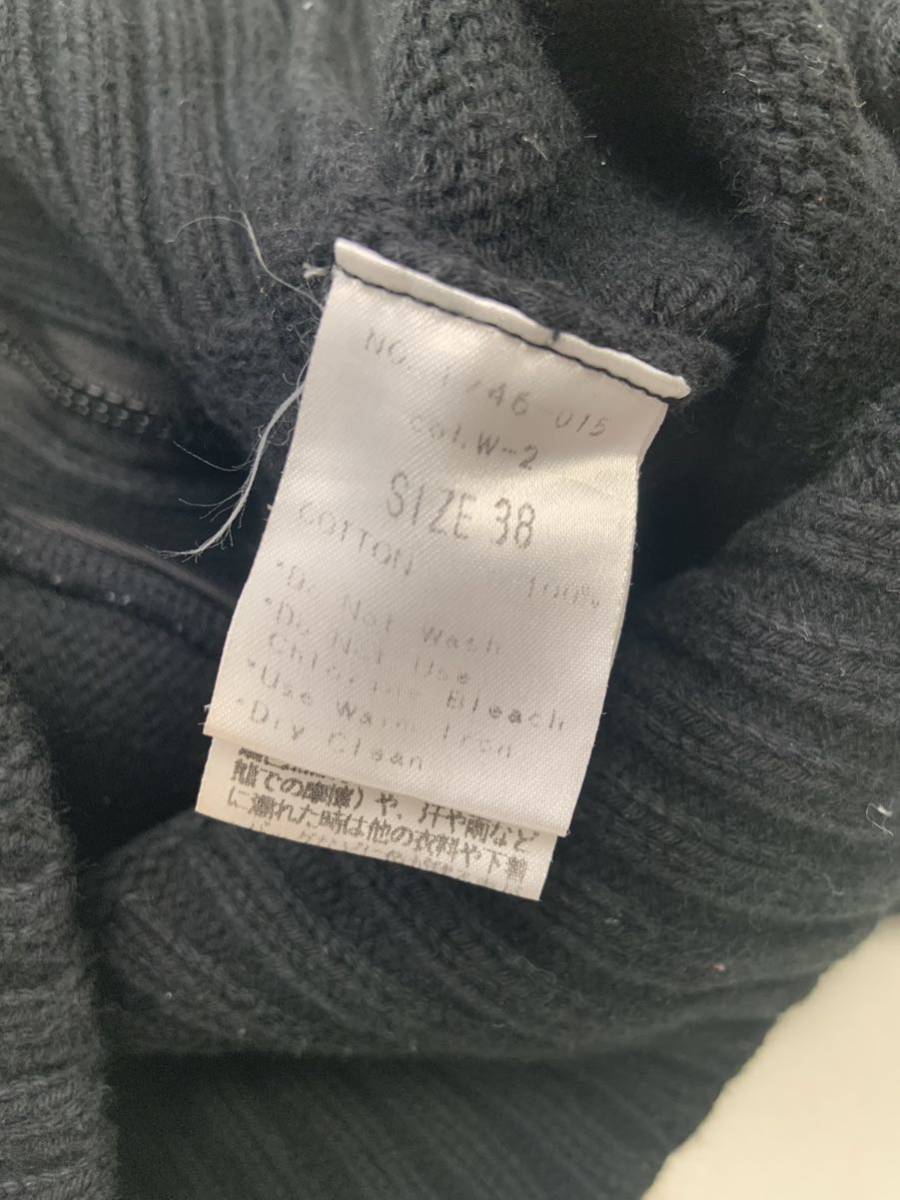 NO. 1746-015
col. W-2
SIZE 38
COTTON 100%
*Do Not Wash
*Do Not Use
Chlorine Bleach
*Use Warm Iron
*Dry Clean
での摩擦）や、汗や雨など
に濡れた時は他の衣料や下着